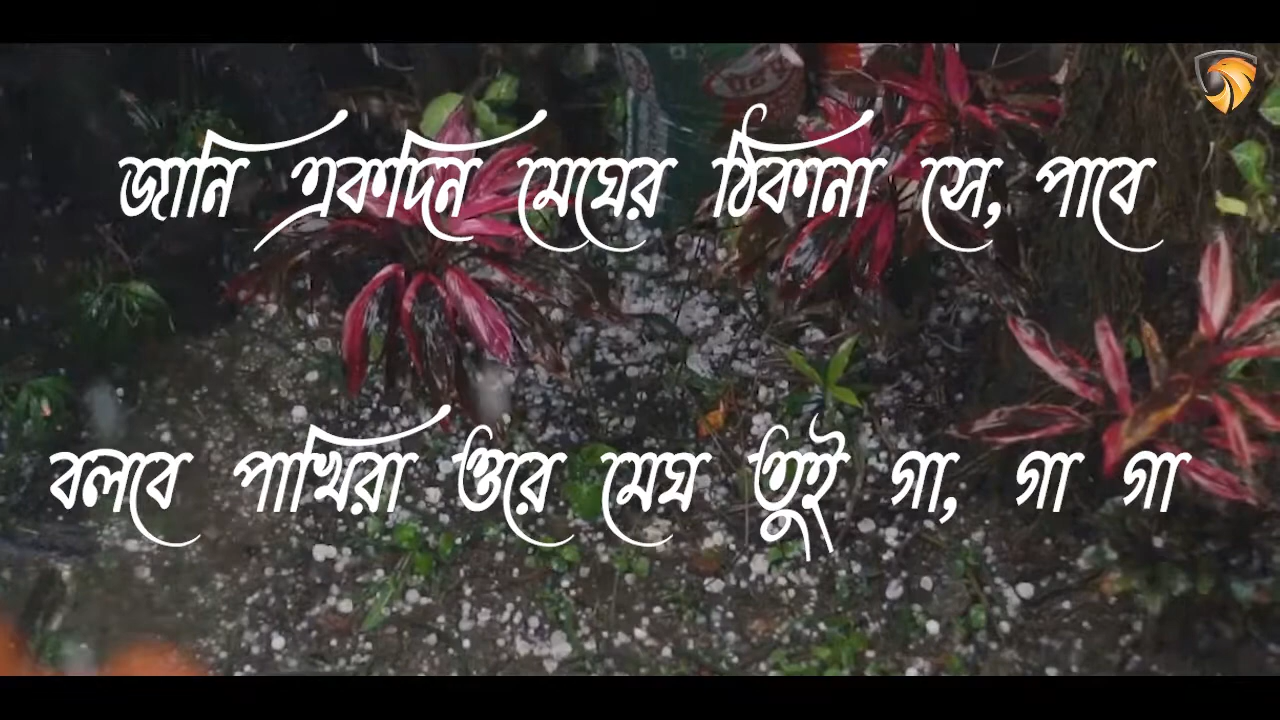 জানি একদিন মেঘের ঠিকানা সে, পাবে
বলবে পাখিরা ওরে মেঘ তুই গা, গা গা